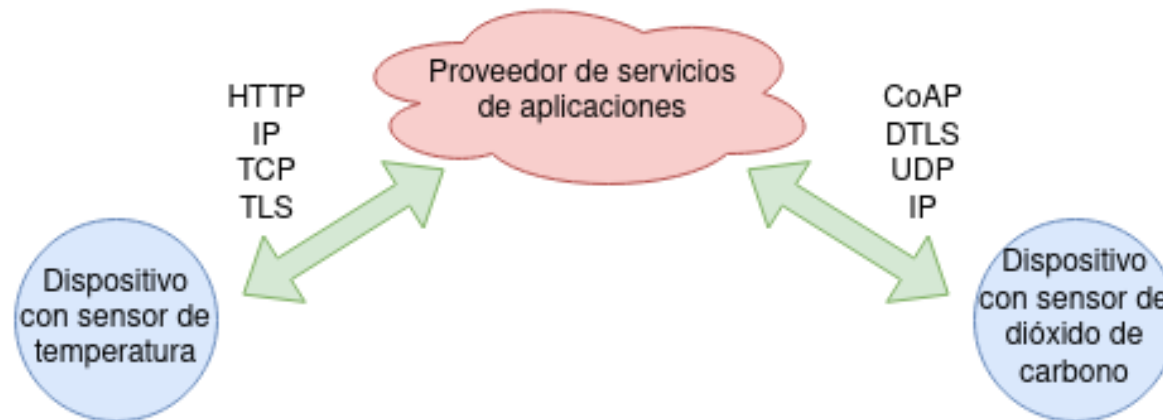 Proveedor de servicios
de aplicaciones
HTTP
IP
TCP
TLS
CoAP
DTLS
UDP
IP
Dispositivo
con sensor de
temperatura
Dispositivo
con sensor de
dióxido de
carbono